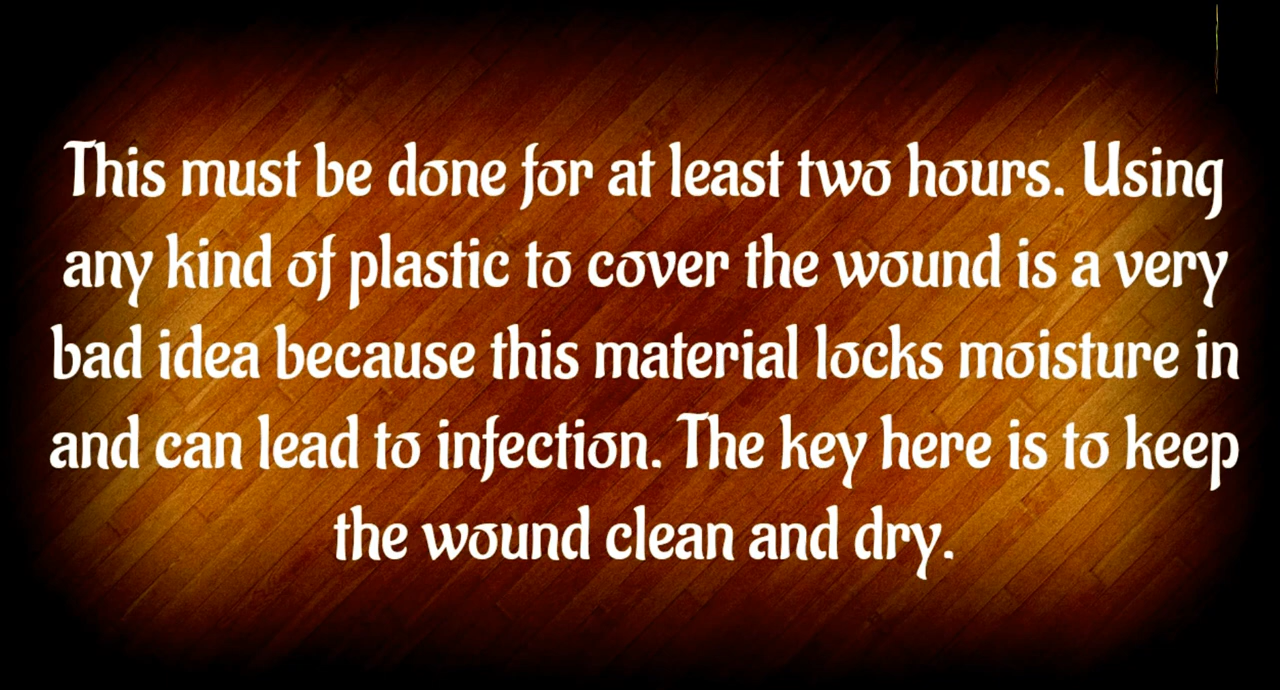 This must be done for at least two hours. Using
any kind of plastic to cover the wound is a very
bad idea because this material locks moisture in
and can lead to infection. The key here is to keep
the wound clean and dry.